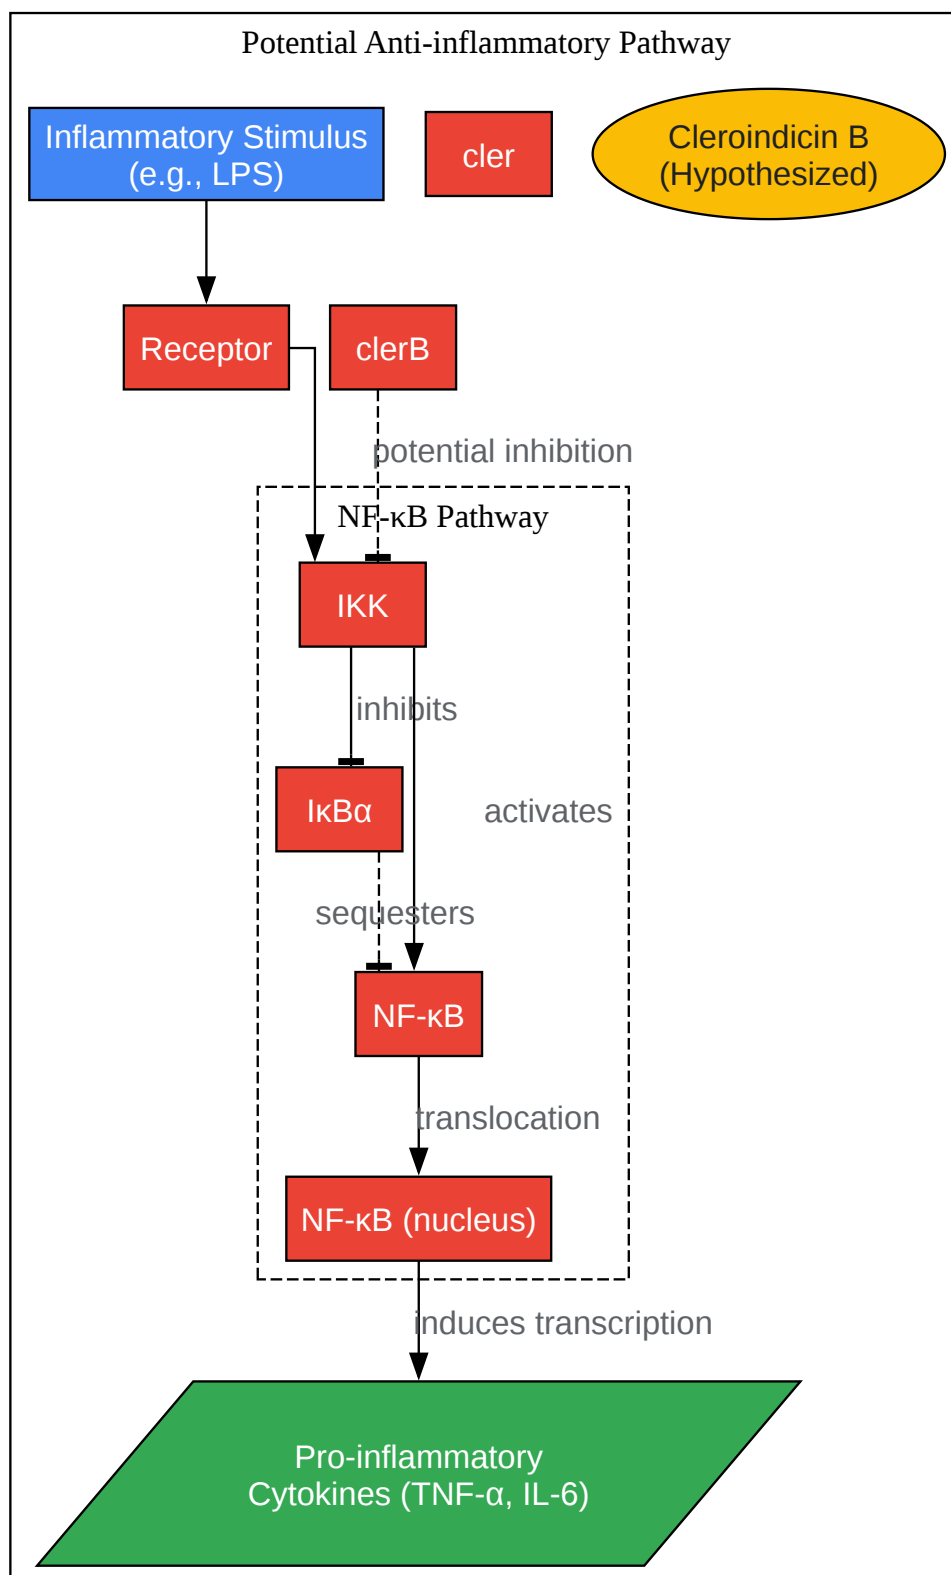 Potential Anti-inflammatory Pathway
Inflammatory Stimulus
(e.g., LPS)
cler
Cleroindicin B
(Hypothesized)
Receptor
clerB
potential inhibition
NF-κB Pathway
IKK
inhibits
IκBα
activates
sequesters
NF-κB
translocation
NF-κB (nucleus)
induces transcription
Pro-inflammatory
Cytokines (TNF-α, IL-6)